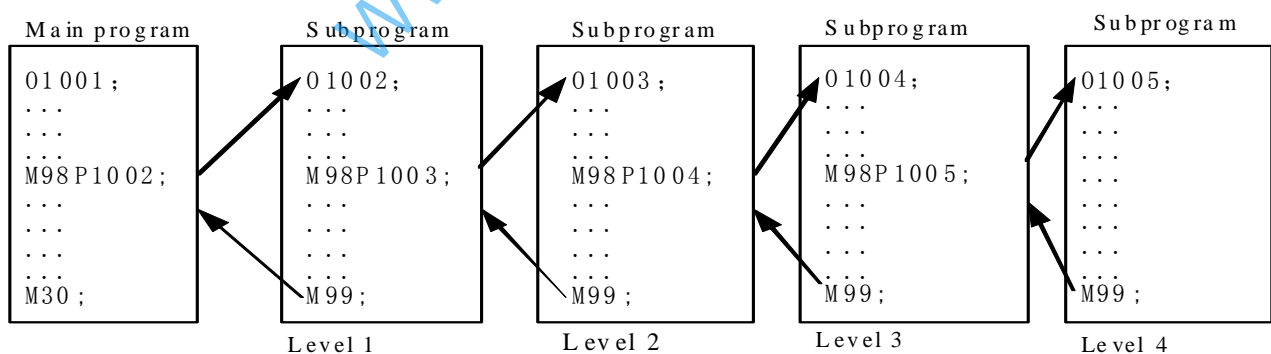 Main program
O1001;
...
...
...
M98P1002;
...
...
...
...
M30;
Subprogram
O1002;
...
...
...
M98P1003;
...
...
...
...
M99;
Level 1
Subprogram
O1003;
...
...
...
M98P1004;
...
...
...
...
M99;
Level 2
Subprogram
O1004;
...
...
...
M98P1005;
...
...
...
...
M99;
Level 3
Subprogram
O1005;
...
...
...
...
...
...
...
...
M99;
Level 4